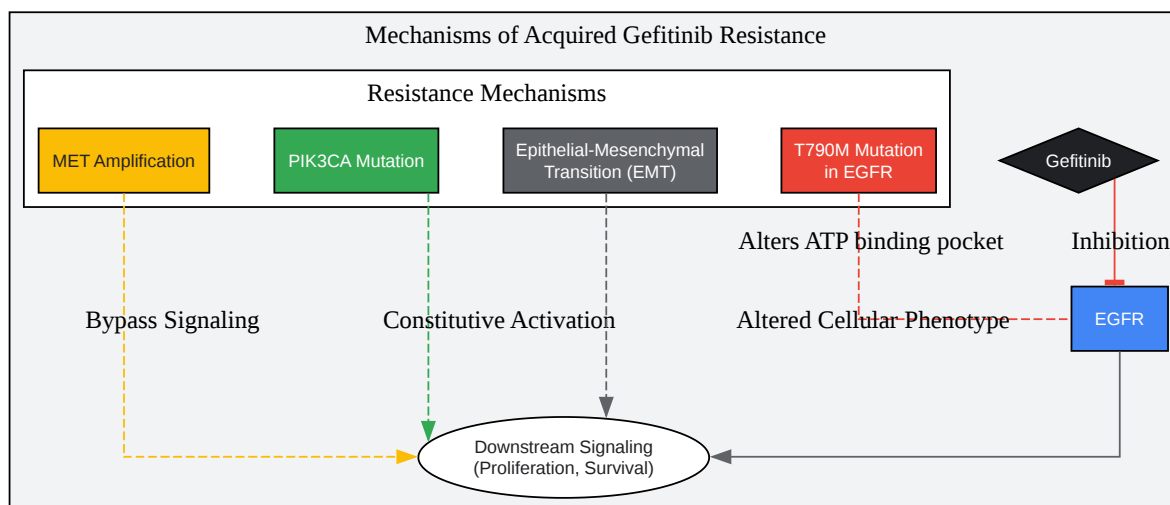 Mechanisms of Acquired Gefitinib Resistance
Resistance Mechanisms
MET Amplification
PIK3CA Mutation
Epithelial-Mesenchymal
Transition (EMT)
T790M Mutation
in EGFR
Gefitinib
Alters ATP binding pocket
Inhibition
Bypass Signaling
Constitutive Activation
Altered Cellular Phenotype
EGFR
Downstream Signaling
(Proliferation, Survival)